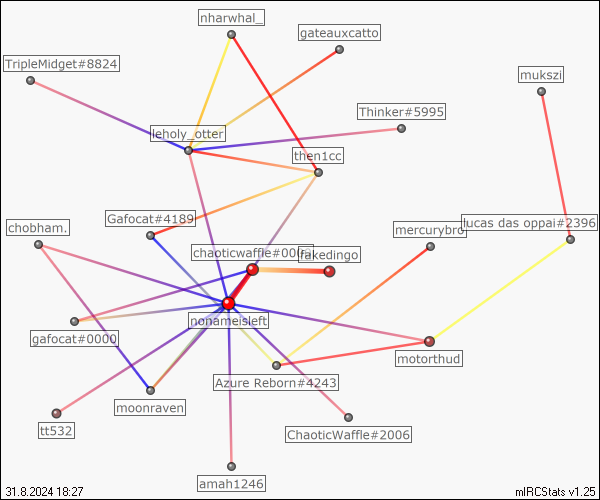 nharwhal_
gateauxcatto
TripleMidget#8824
mukszi
Thinker#5995
leholy_otter
then1cc
Gafocat#4189
chobham.
mercurybro
lucas das oppai#2396
fakedingo
nonameisleft
gafocat#0000
motorthud
Azure Reborn#4243
moonraven
tt532
ChaoticWaffle#2006
amah1246
31.8.2024 18:27
mIRCStats v1.25